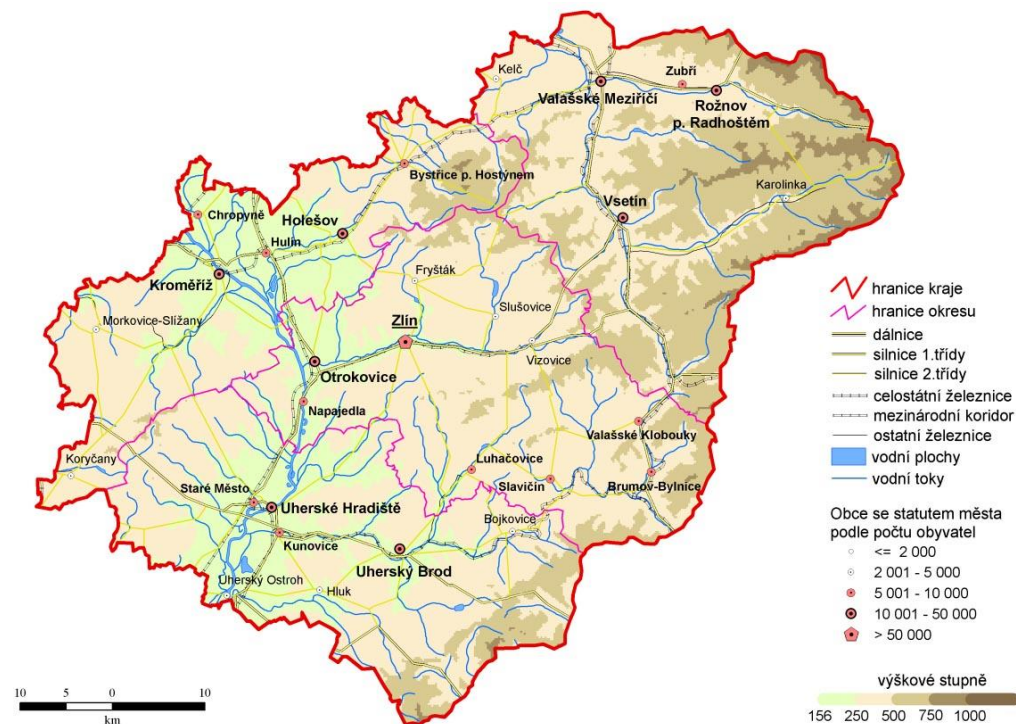 Kelč
Zubří
Valašské Meziříčí
Rožnov
p. Radhoštěm
Bystřice p. Hostýnem
Karolinka
Vsetín
Chropyně
Holešov
Hulín
Kroměříž
Fryšták
Slušovice
Morkovice-Slížany
Zlín
Vizovice
Otrokovice
Napajedla
Valašské Klobouky
Koryčany
Luhačovice
Slavičín
Brumov-Bylnice
Staré Město
Uherské Hradiště
Bojkovice
Kunovice
Uherský Brod
Uherský Ostroh
Hluk
hranice kraje
hranice okresu
dálnice
silnice 1.třídy
silnice 2.třídy
celostátní železnice
mezinárodní koridor
ostatní železnice
vodní plochy
vodní toky
Obce se statutem města
podle počtu obyvatel
<= 2 000
2 001 - 5 000
5 001 - 10 000
10 001 - 50 000
> 50 000
výškové stupně
156 250 500 750 1000
10 5 0 10
km